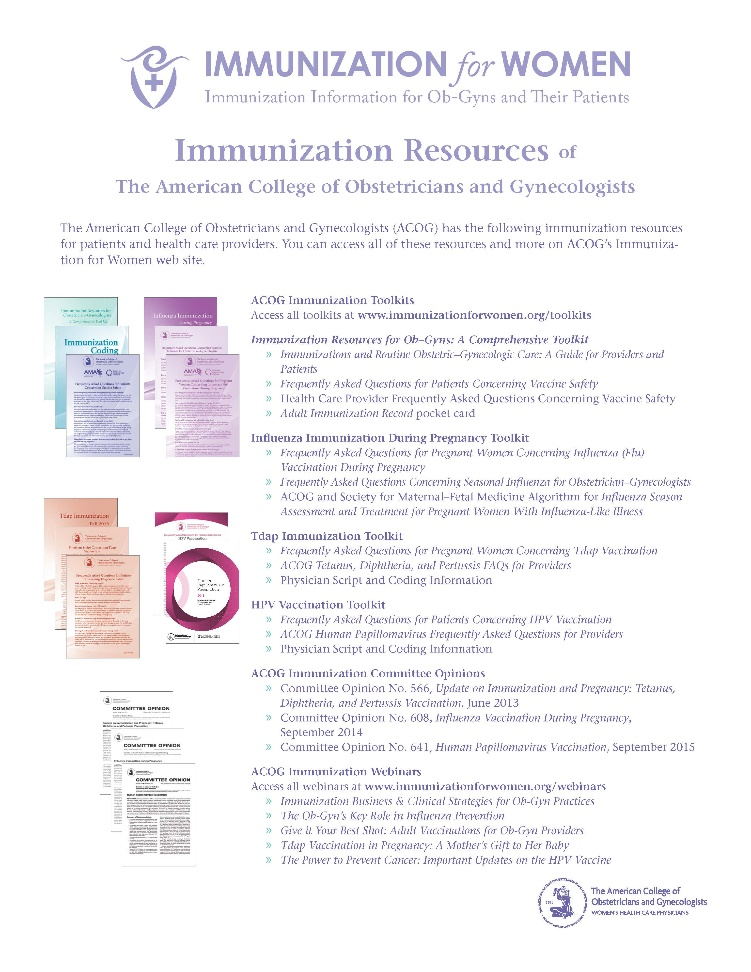 IMMUNIZATION for WOMEN
Immunization Information for Ob-Gyns and Their Patients
Immunization Resources of
The American College of Obstetricians and Gynecologists
The American College of Obstetricians and Gynecologists (ACOG) has the following immunization resources
for patients and health care providers. You can access all of these resources and more on ACOG's Immuniza-
tion for Women web site.
Immunization
Coding
Influenza Immunization
During Pregnancy
Tdap Immunization
HPV Vaccination
COMMITTEE OPINION
COMMITTEE OPINION
COMMITTEE OPINION
ACOG Immunization Toolkits
Access all toolkits at www.immunizationforwomen.org/toolkits
Immunization Resources for Ob–Gyns: A Comprehensive Toolkit
» Immunizations and Routine Obstetric–Gynecologic Care: A Guide for Providers and
Patients
» Frequently Asked Questions for Patients Concerning Vaccine Safety
» Health Care Provider Frequently Asked Questions Concerning Vaccine Safety
» Adult Immunization Record pocket card
Influenza Immunization During Pregnancy Toolkit
» Frequently Asked Questions for Pregnant Women Concerning Influenza (Flu)
Vaccination During Pregnancy
» Frequently Asked Questions Concerning Seasonal Influenza for Obstetrician–Gynecologists
» ACOG and Society for Maternal–Fetal Medicine Algorithm for Influenza Season
Assessment and Treatment for Pregnant Women With Influenza-Like Illness
Tdap Immunization Toolkit
» Frequently Asked Questions for Pregnant Women Concerning Tdap Vaccination
» ACOG Tetanus, Diphtheria, and Pertussis FAQs for Providers
» Physician Script and Coding Information
HPV Vaccination Toolkit
» Frequently Asked Questions for Patients Concerning HPV Vaccination
» ACOG Human Papillomavirus Frequently Asked Questions for Providers
» Physician Script and Coding Information
ACOG Immunization Committee Opinions
» Committee Opinion No. 566, Update on Immunization and Pregnancy: Tetanus,
Diphtheria, and Pertussis Vaccination, June 2013
» Committee Opinion No. 608, Influenza Vaccination During Pregnancy,
September 2014
» Committee Opinion No. 641, Human Papillomavirus Vaccination, September 2015
ACOG Immunization Webinars
Access all webinars at www.immunizationforwomen.org/webinars
» Immunization Business & Clinical Strategies for Ob-Gyn Practices
» The Ob-Gyn's Key Role in Influenza Prevention
» Give it Your Best Shot: Adult Vaccinations for Ob-Gyn Providers
» Tdap Vaccination in Pregnancy: A Mother's Gift to Her Baby
» The Power to Prevent Cancer: Important Updates on the HPV Vaccine
The American College of
Obstetricians and Gynecologists
WOMEN'S HEALTH CARE PHYSICIANS